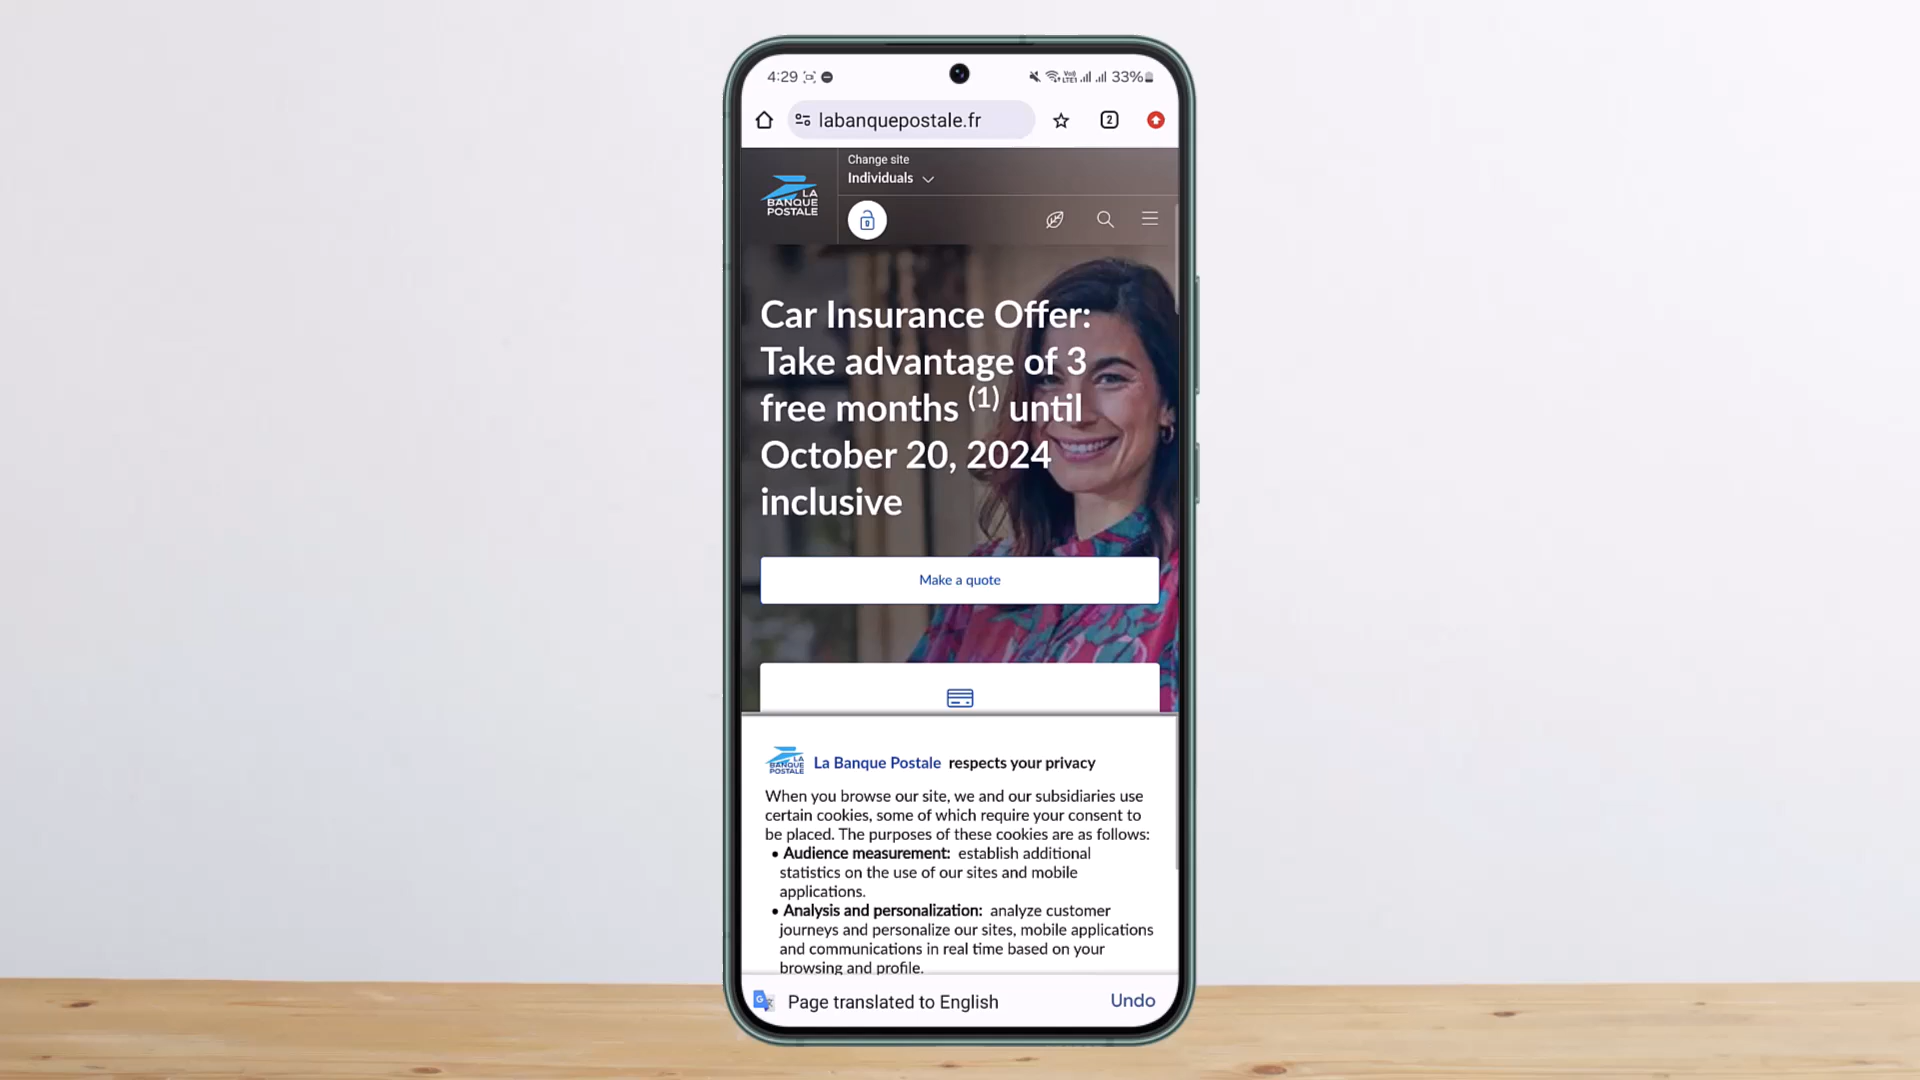 4:29
33%
labanquepostale.fr
2
Change site
Individuals
LA
BANQUE
POSTALE
Car Insurance Offer:
Take advantage of 3
free months (1) until
October 20, 2024
inclusive
Make a quote
LA
BANQUE
POSTALE
La Banque Postale respects your privacy
When you browse our site, we and our subsidiaries use
certain cookies, some of which require your consent to
be placed. The purposes of these cookies are as follows:
• Audience measurement: establish additional
statistics on the use of our sites and mobile
applications.
• Analysis and personalization: analyze customer
journeys and personalize our sites, mobile applications
and communications in real time based on your
browsing and profile.
Page translated to English
Undo